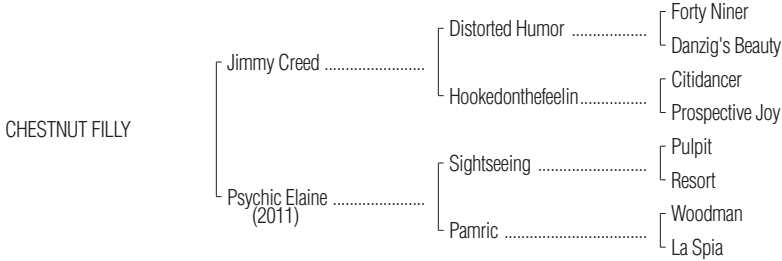 Forty Niner
Distorted Humor ...................
Danzig's Beauty
Jimmy Creed .........................
Citidancer
Hookedonthefeelin.................
Prospective Joy
CHESTNUT FILLY
Pulpit
Sightseeing ...........................
Resort
Psychic Elaine .......................
(2011)
Woodman
Pamric ...................................
La Spia